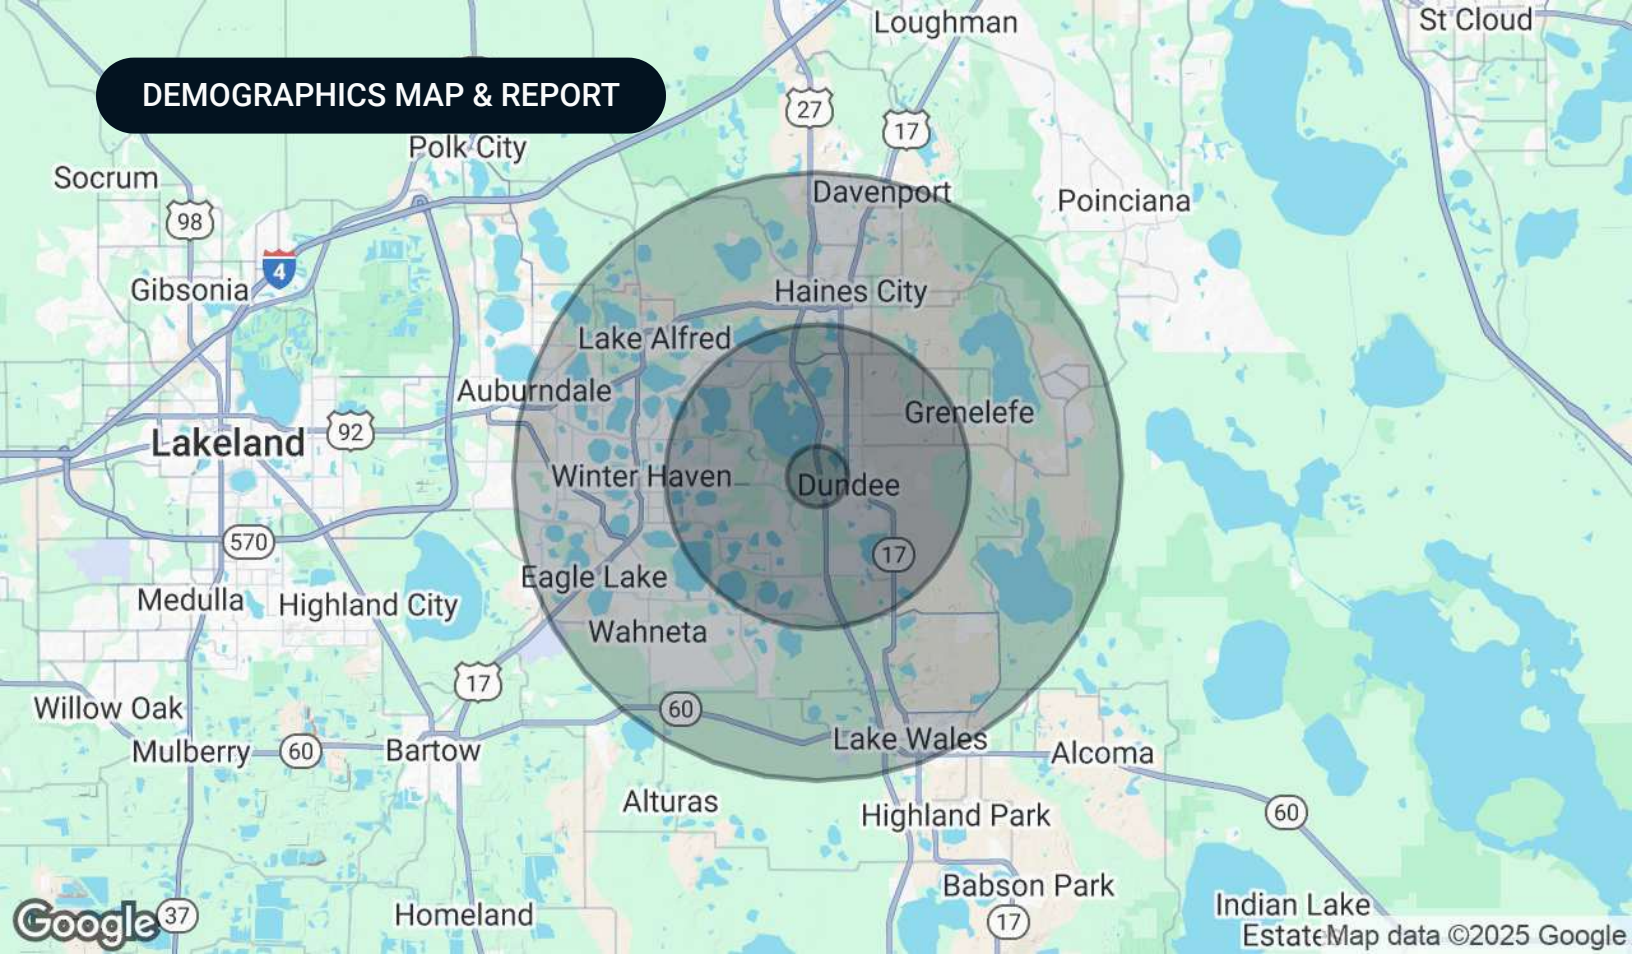 Loughman
St Cloud
DEMOGRAPHICS MAP & REPORT
27
17
Polk City
Socrum
Davenport
Poinciana
98
4
Gibsonia
Haines City
Lake Alfred
Auburndale
Grenelefe
92
Lakeland
Winter Haven
Dundee
570
17
Eagle Lake
Medulla
Highland City
Wahneta
17
Willow Oak
60
Mulberry
60
Bartow
Lake Wales
Alcoma
Alturas
Highland Park
60
Babson Park
Google
37
Homeland
17
Indian Lake
Estate
Map data ©2025 Google